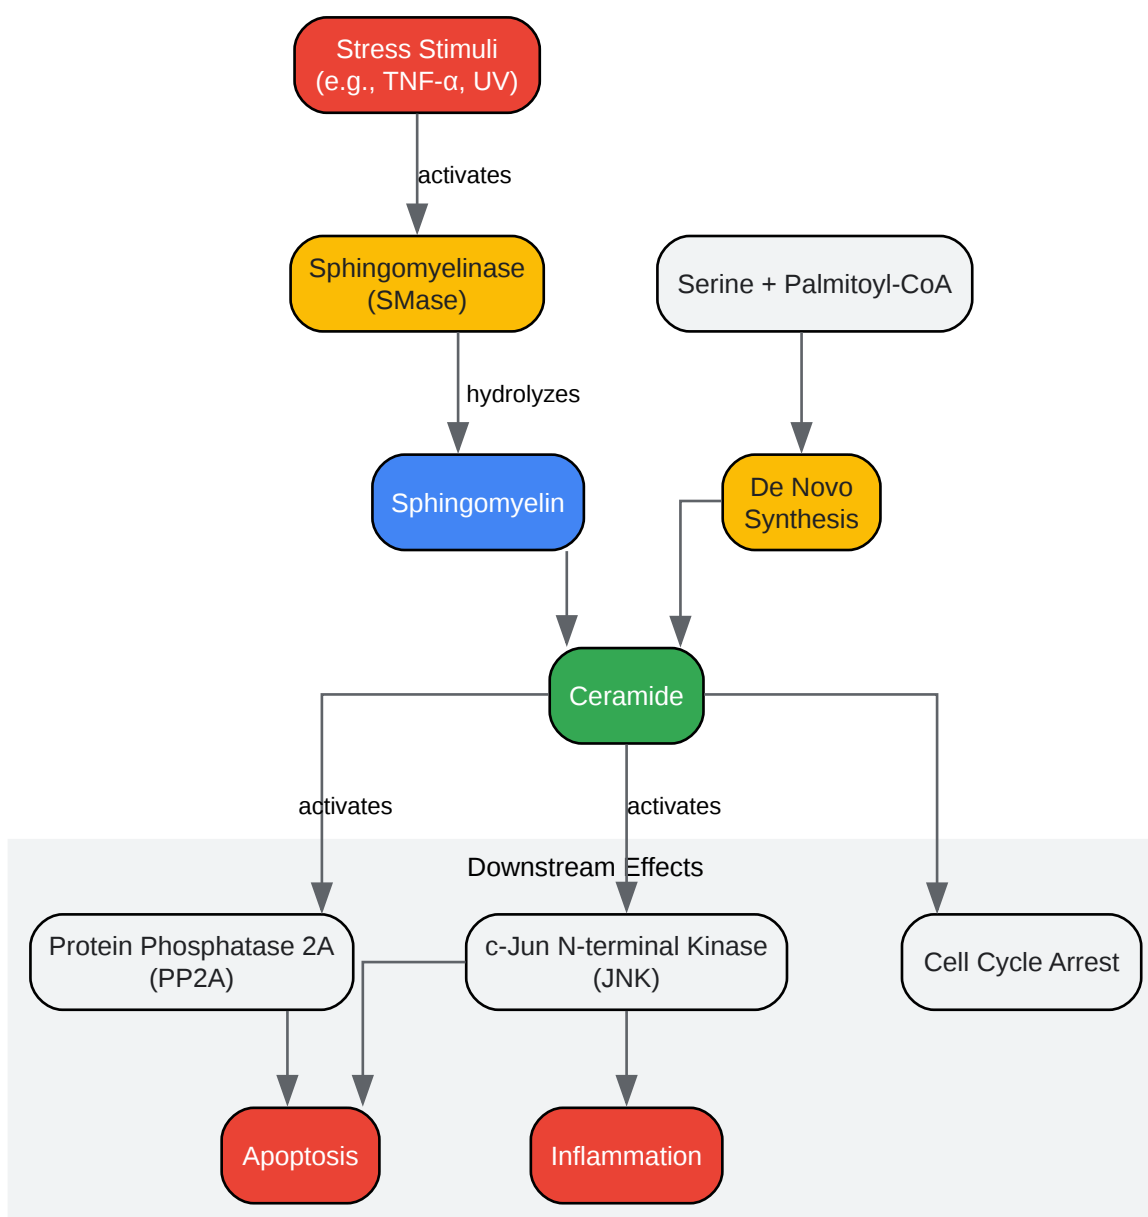 Stress Stimuli
(e.g., TNF-α, UV)
activates
Sphingomyelinase
(SMase)
Serine + Palmitoyl-CoA
hydrolyzes
Sphingomyelin
De Novo
Synthesis
Ceramide
activates
activates
Downstream Effects
Protein Phosphatase 2A
(PP2A)
c-Jun N-terminal Kinase
(JNK)
Cell Cycle Arrest
Apoptosis
Inflammation